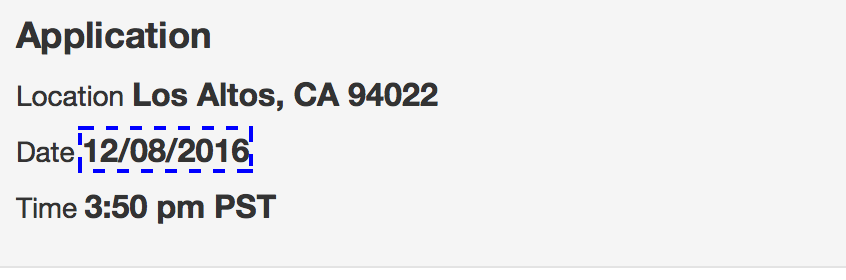 Application
Location Los Altos, CA 94022
Date 12/08/2016
Time 3:50 pm PST